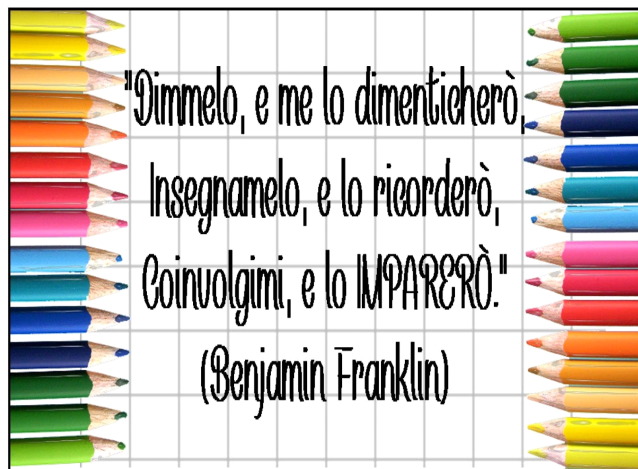 "Dimmelo, e me lo dimenticherò,
Insegnamelo, e lo ricorderò,
Coinvolgimi, e lo IMPARERÒ."
(Benjamin Franklin)